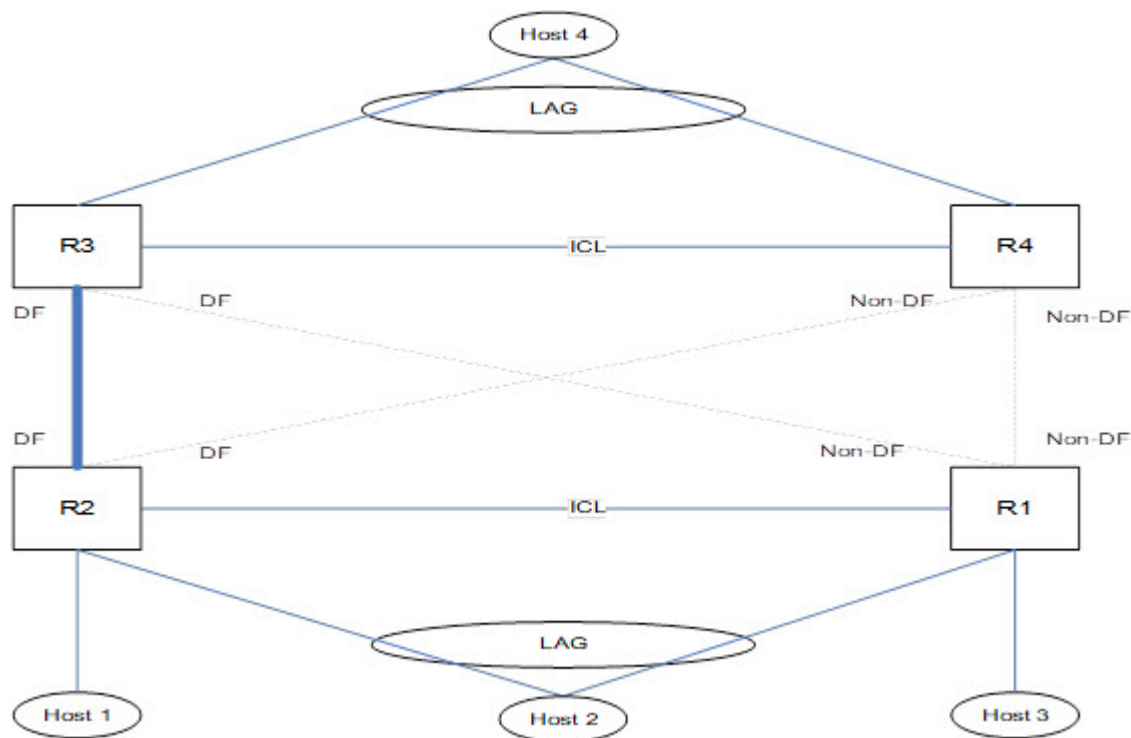 Host 4
LAG
R3
ICL
R4
DF
DF
Non-DF
Non-DF
DF
DF
Non-DF
Non-DF
R2
ICL
R1
LAG
Host 1
Host 2
Host 3